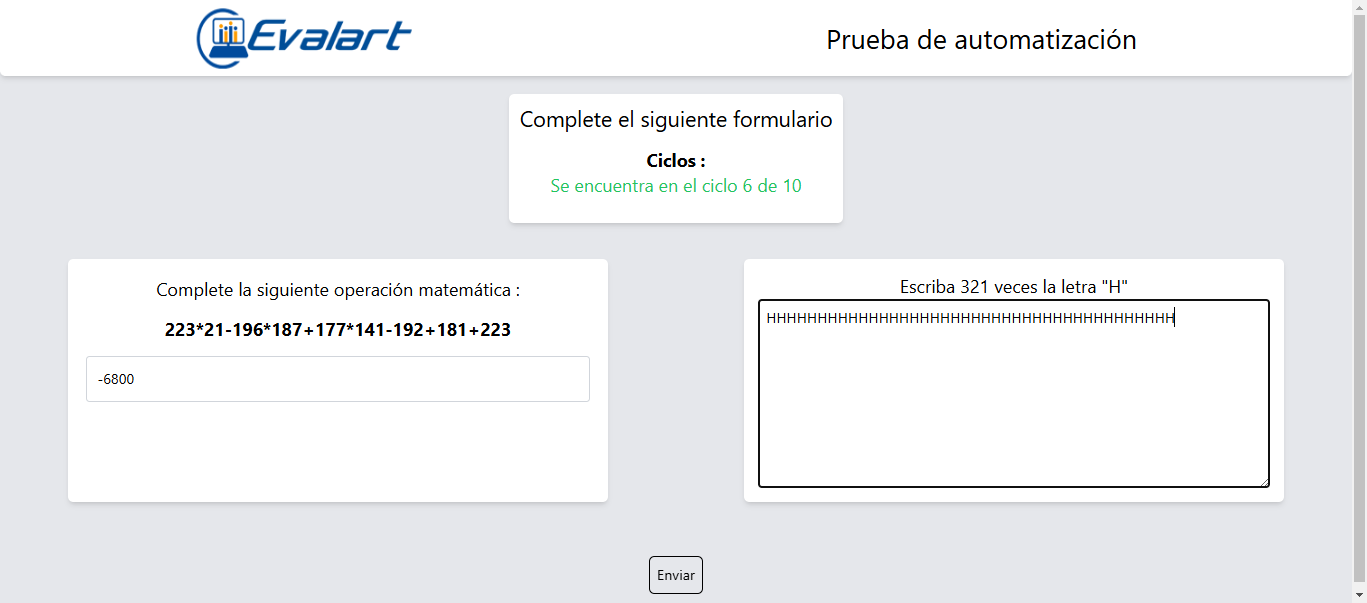 Evalart
Prueba de automatización
Complete el siguiente formulario
Ciclos :
Se encuentra en el ciclo 6 de 10
Complete la siguiente operación matemática :
223*21-196*187+177*141-192+181+223
-6800
Escriba 321 veces la letra "H"
HHHHHHHHHHHHHHHHHHHHHHHHHHHHHHHHHHHHHHHH
Enviar